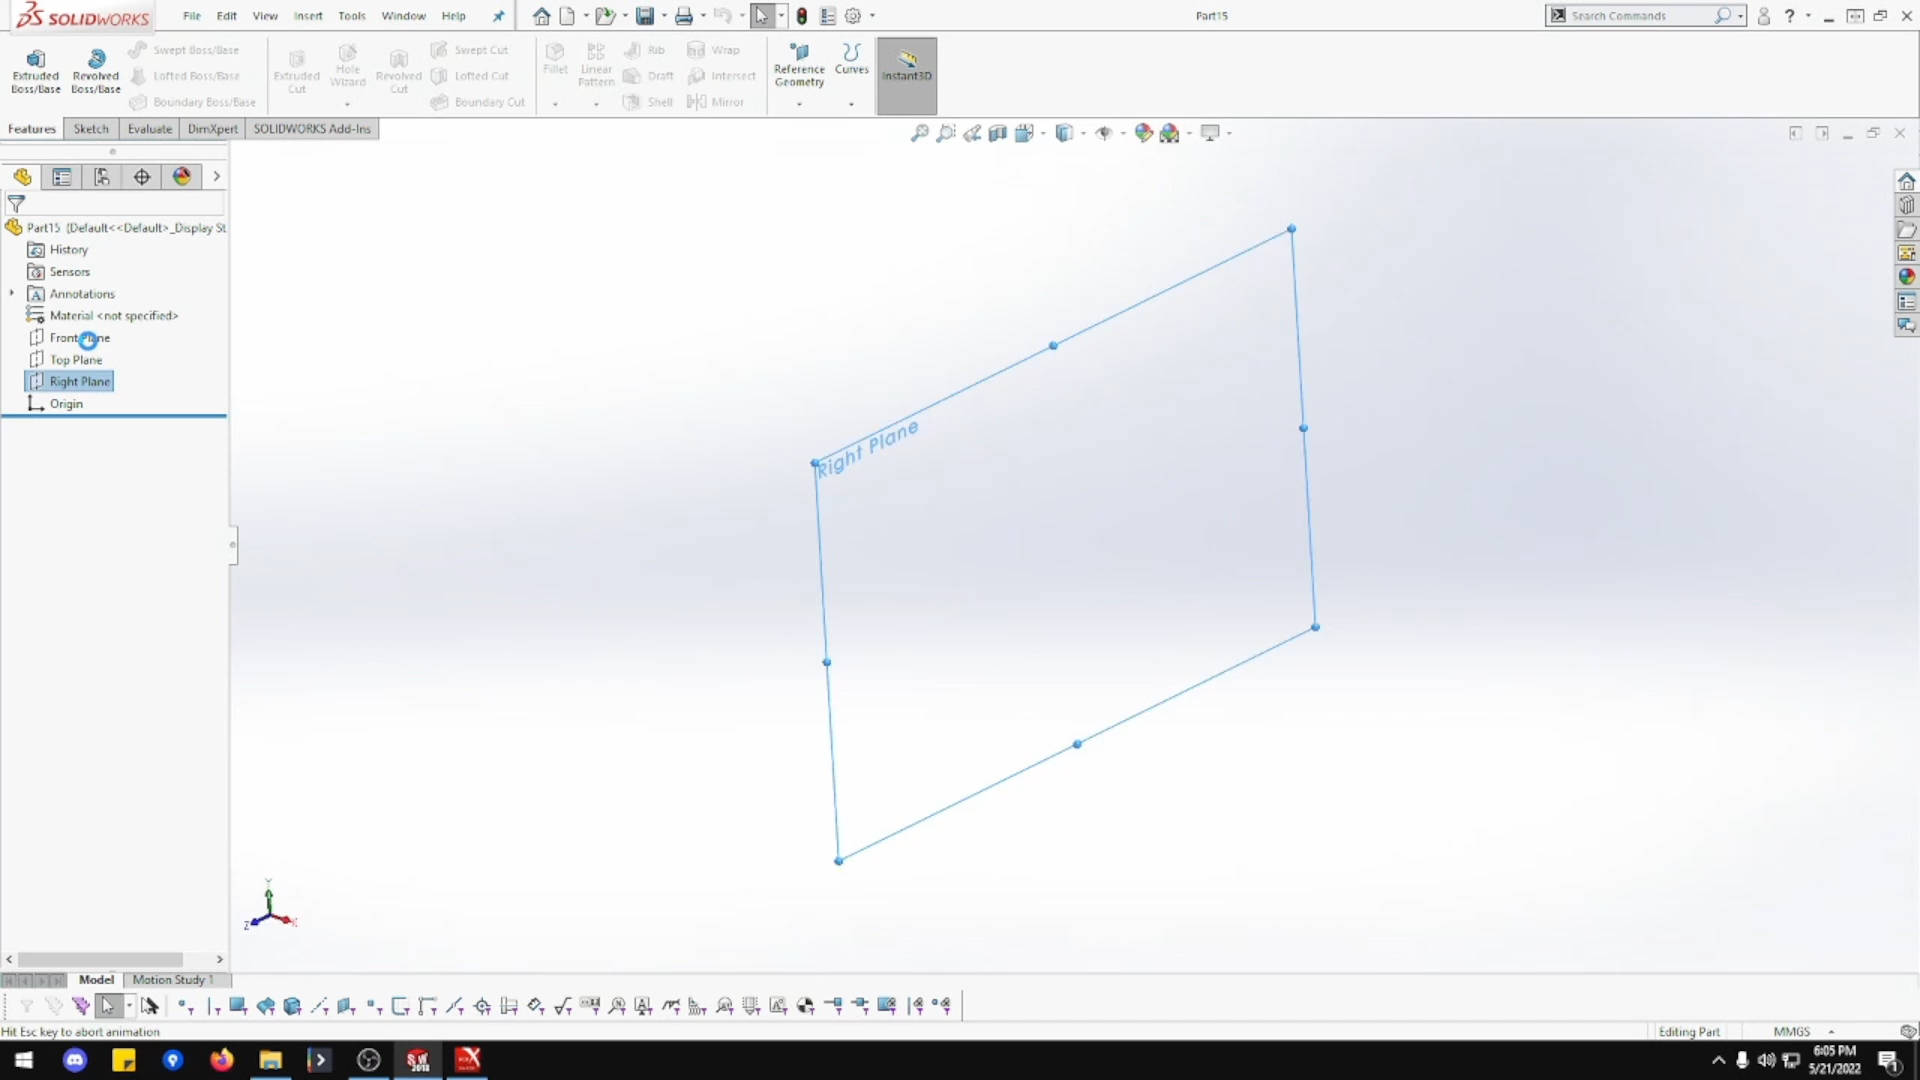 SOLIDWORKS File Edit View Insert Tools Window Help Part15 Search Commands
Extruded Boss/Base
Revolved Boss/Base
Swept Boss/Base
Lofted Boss/Base
Boundary Boss/Base
Extruded Cut
Hole Wizard
Revolved Cut
Swept Cut
Lofted Cut
Boundary Cut
Fillet
Linear Pattern
Rib
Draft
Shell
Wrap
Intersect
Mirror
Reference Geometry
Curves
Instant3D
Features Sketch Evaluate DimXpert SOLIDWORKS Add-Ins
Part15 (Default<<Default>_Display St
History
Sensors
Annotations
Material <not specified>
Front Plane
Top Plane
Right Plane
Origin
Right Plane
Y
Z X
Model Motion Study 1
Hit Esc key to abort animation Editing Part MMGS
6:05 PM
5/21/2022